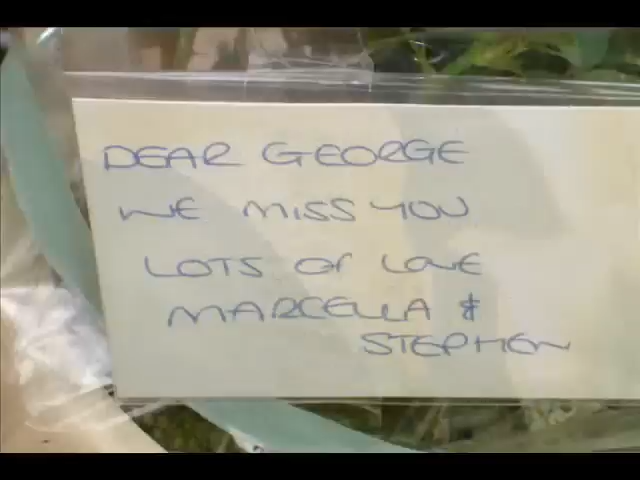 DEAR GEORGE
WE MISS YOU
LOTS OF LOVE
MARCELLA &
STEPHEN